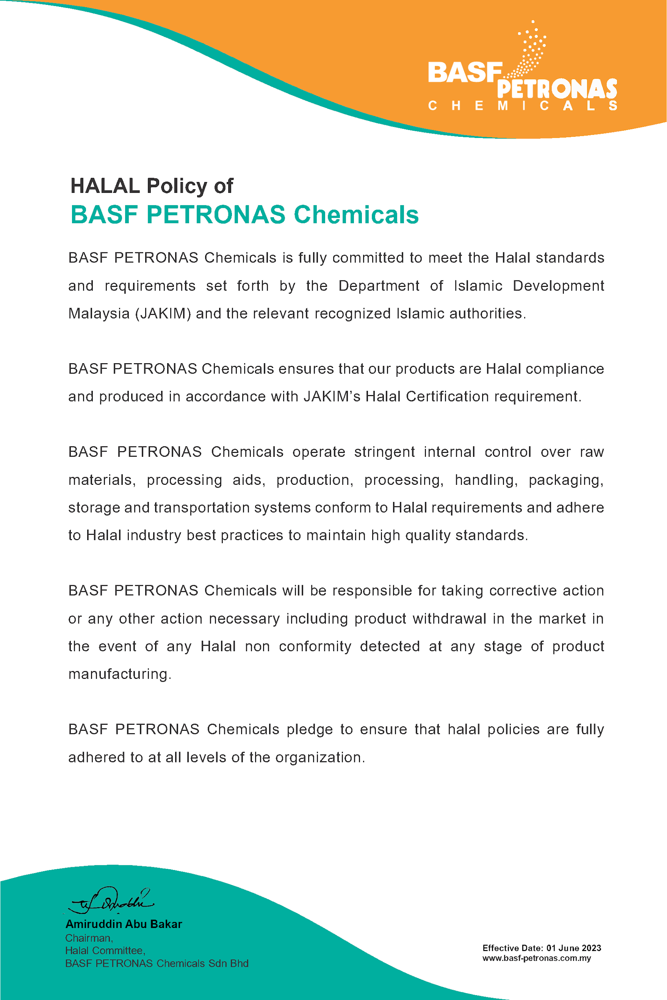 BASF
PETRONAS
CHEMICALS
HALAL Policy of
BASF PETRONAS Chemicals
BASF PETRONAS Chemicals is fully committed to meet the Halal standards
and requirements set forth by the Department of Islamic Development
Malaysia (JAKIM) and the relevant recognized Islamic authorities.
BASF PETRONAS Chemicals ensures that our products are Halal compliance
and produced in accordance with JAKIM’s Halal Certification requirement.
BASF PETRONAS Chemicals operate stringent internal control over raw
materials, processing aids, production, processing, handling, packaging,
storage and transportation systems conform to Halal requirements and adhere
to Halal industry best practices to maintain high quality standards.
BASF PETRONAS Chemicals will be responsible for taking corrective action
or any other action necessary including product withdrawal in the market in
the event of any Halal non conformity detected at any stage of product
manufacturing.
BASF PETRONAS Chemicals pledge to ensure that halal policies are fully
adhered to at all levels of the organization.
Amiruddin Abu Bakar
Chairman,
Halal Committee,
BASF PETRONAS Chemicals Sdn Bhd
Effective Date: 01 June 2023
www.basf-petronas.com.my